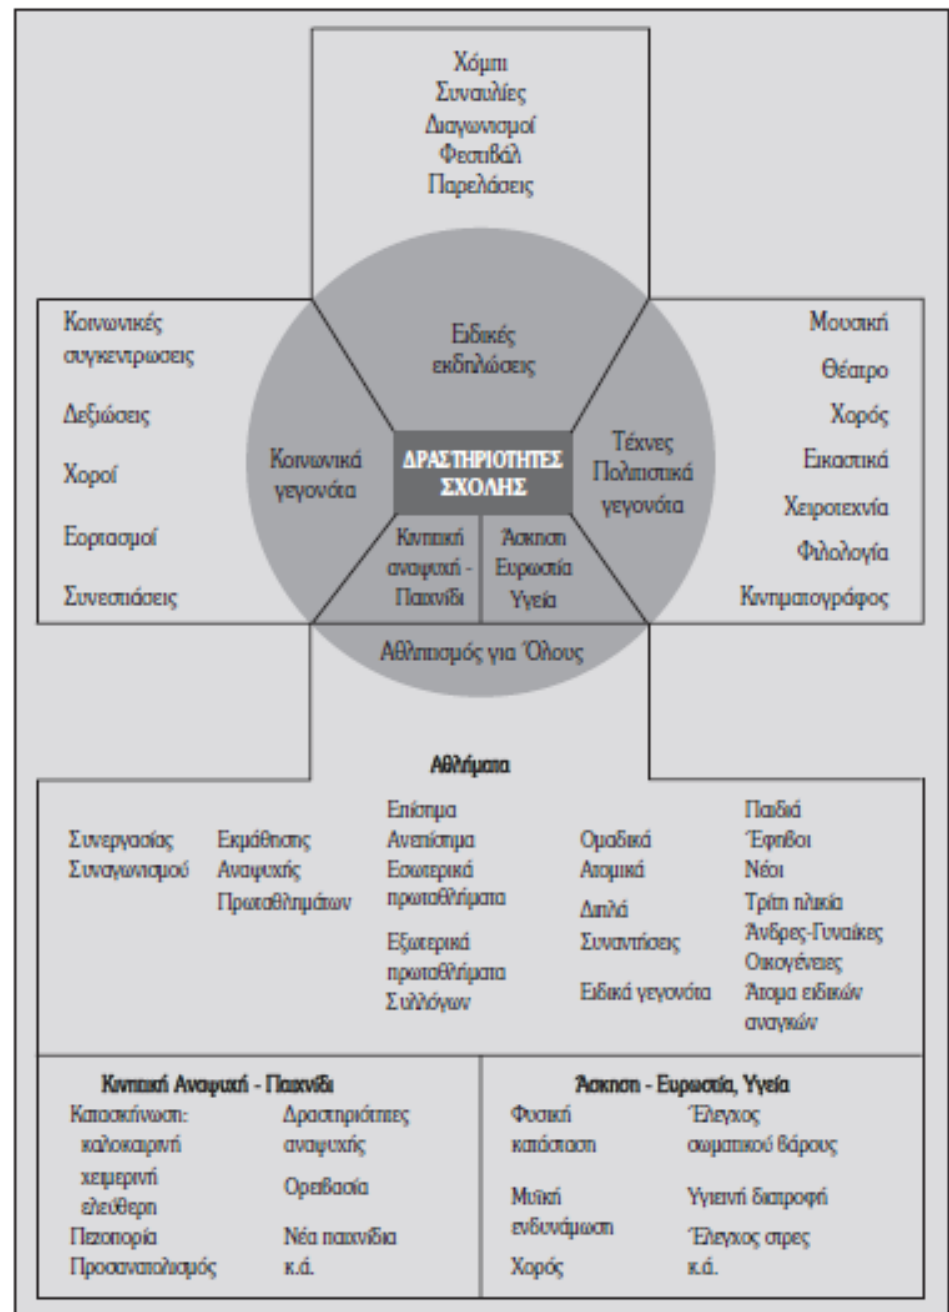 Χόμπι
Συναυλίες
Διαγωνισμοί
Φεστιβάλ
Παρελάσεις
Ειδικές
εκδηλώσεις
Κοινωνικές
συγκεντρωσεις
Δεξιώσεις
Χοροί
Εορτασμοί
Συνεστιάσεις
Κοινωνικά
γεγονότα
ΔΡΑΣΤΗΡΙΟΤΗΤΕΣ
ΣΧΟΛΗΣ
Τέχνες
Πολιτιστικά
γεγονότα
Μουσική
Θέατρο
Χορός
Εικαστικά
Χειροτεχνία
Φιλολογία
Κινηματογράφος
Κινητική
αναψυχή -
Παιχνίδι
Άσκηση
Ευρωστία
Υγεία
Αθλητισμός για Όλους
Αθλήματα
Συνεργασίας
Συναγωνισμού
Εκμάθησης
Αναψυχής
Πρωταθλημάτων
Επίσημα
Ανεπίσημα
Εσωτερικά
πρωταθλήματα
Εξωτερικά
πρωταθλήματα
Συλλόγων
Ομαδικά
Ατομικά
Διπλά
Συναντήσεις
Ειδικά γεγονότα
Παιδιά
Έφηβοι
Νέοι
Τρίτη ηλικία
Άνδρες-Γυναίκες
Οικογένειες
Άτομα ειδικών
αναγκών
Κινητική Αναψυχή - Παιχνίδι
Κατασκήνωση:
καλοκαιρινή
χειμερινή
ελεύθερη
Πεζοπορία
Προσανατολισμός
Δραστηριότητες
αναψυχής
Ορειβασία
Νέα παιχνίδια
κ.ά.
Άσκηση - Ευρωστία, Υγεία
Φυσική
κατάσταση
Μυϊκή
ενδυνάμωση
Χορός
Έλεγχος
σωματικού βάρους
Υγιεινή διατροφή
Έλεγχος στρες
κ.ά.